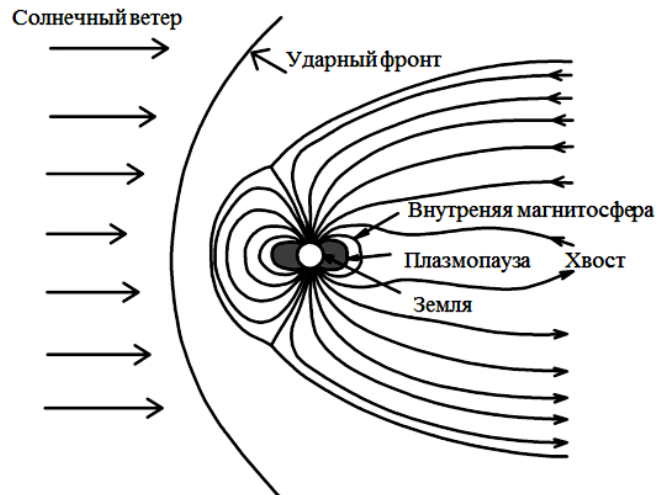 Солнечный ветер
Ударный фронт
Внутреняя магнитосфера
Плазмопауза
Хвост
Земля